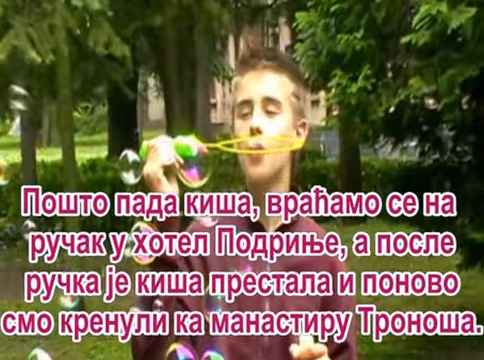 Пошто пада киша, враћамо се на
ручак у хотел Подриње, а после
ручка је киша престала и поново
смо кренули ка манастиру Троноша.